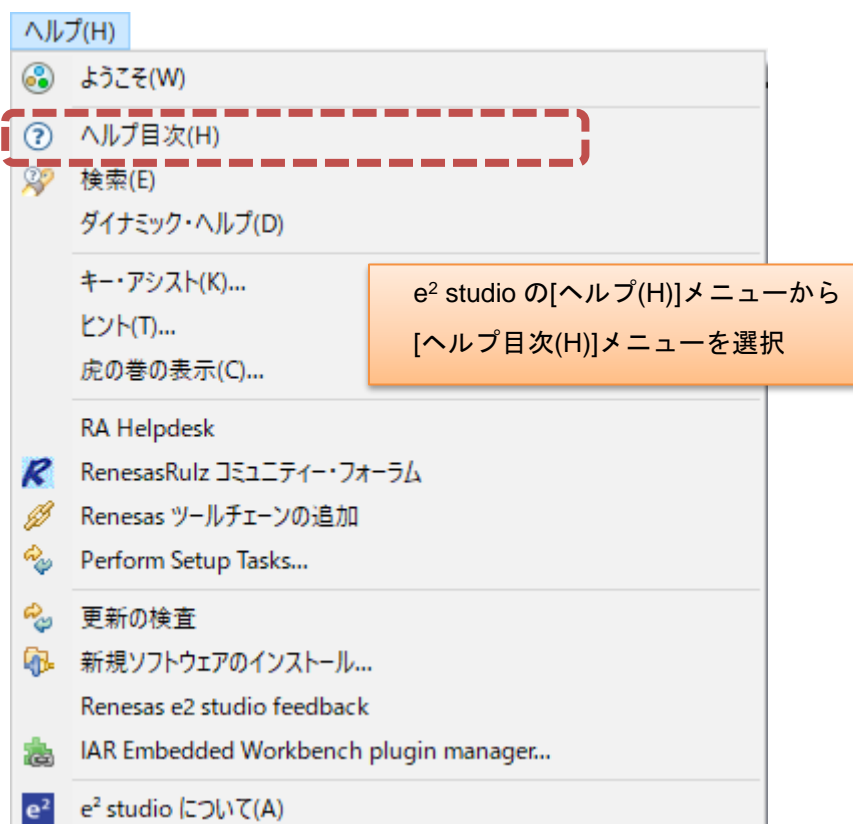 ヘルプ(H)
ようこそ(W)
ヘルプ目次(H)
検索(E)
ダイナミック・ヘルプ(D)
キー・アシスト(K)...
ヒント(T)...
虎の巻の表示(C)...
e² studio の[ヘルプ(H)]メニューから
[ヘルプ目次(H)]メニューを選択
RA Helpdesk
RenesasRulz コミュニティー・フォーラム
Renesas ツールチェーンの追加
Perform Setup Tasks...
更新の検査
新規ソフトウェアのインストール...
Renesas e2 studio feedback
IAR Embedded Workbench plugin manager...
e² studio について(A)